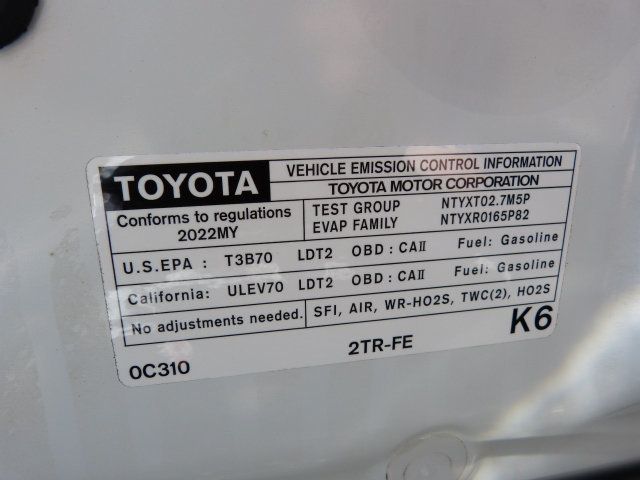 TOYOTA
VEHICLE EMISSION CONTROL INFORMATION
TOYOTA MOTOR CORPORATION
Conforms to regulations
2022MY
TEST GROUP NTYXT02.7M5P
EVAP FAMILY NTYXR0165P82
U.S.EPA : T3B70 LDT2 OBD : CAII Fuel: Gasoline
California: ULEV70 LDT2 OBD : CAII Fuel: Gasoline
No adjustments needed. SFI, AIR, WR-HO2S, TWC(2), HO2S
0C310 2TR-FE K6